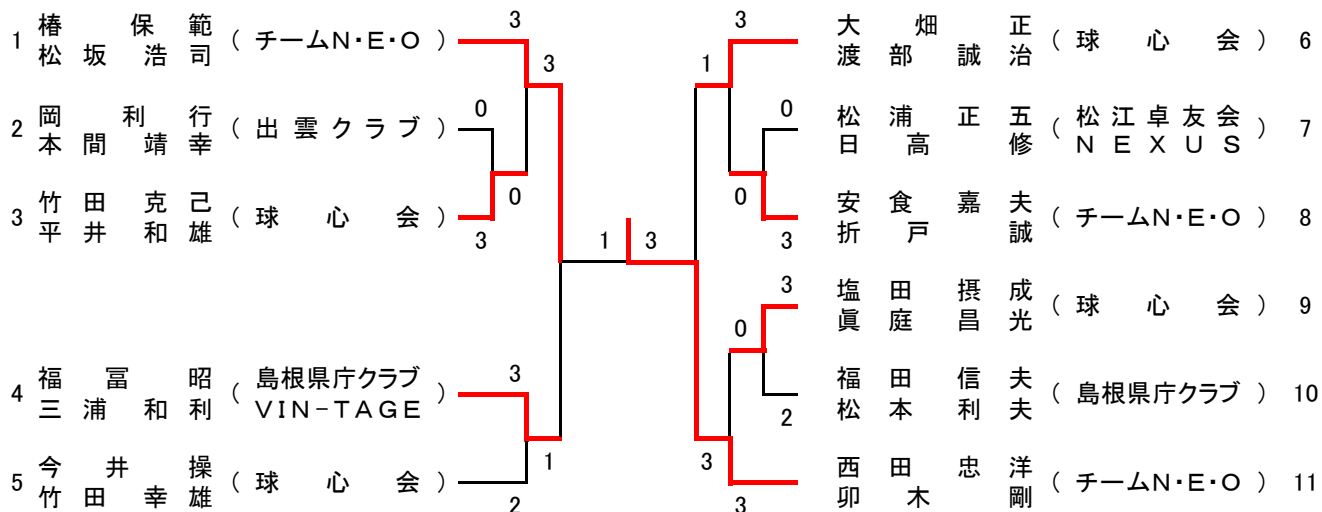 1 椿保範 松坂浩司 (チームN・E・O)
3
3
2 岡利行 本間靖幸 (出雲クラブ)
0
0
3 竹田克己 平井和雄 (球心会)
3
4 福冨昭 三浦和利 (島根県庁クラブ VIN-TAGE)
3
1
5 今井操 竹田幸雄 (球心会)
2
1 3
3
大畑正 渡部誠治 (球心会) 6
1
0
松浦正五 日高修 (松江卓友会 NEXUS) 7
0
安食嘉夫 折戸誠 (チームN・E・O) 8
3
3
塩田摂成 眞庭昌光 (球心会) 9
0
福田信夫 松本利夫 (島根県庁クラブ) 10
2
3
西田忠洋 卯木剛 (チームN・E・O) 11
3